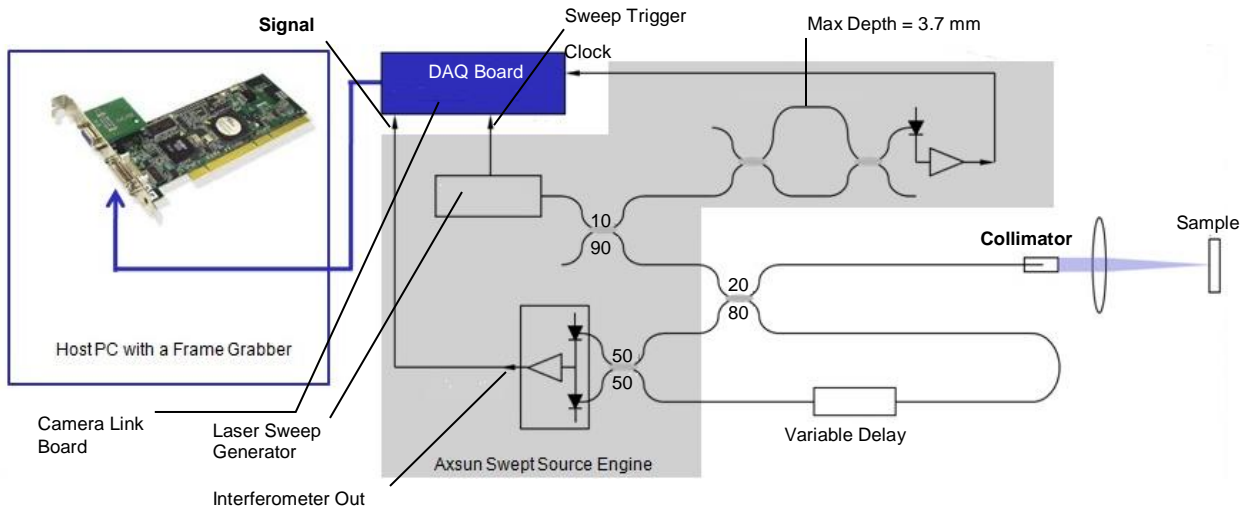 Signal
Sweep Trigger
Max Depth = 3.7 mm
Clock
DAQ Board
10
90
Collimator
Sample
20
80
Host PC with a Frame Grabber
50
50
Camera Link
Board
Laser Sweep
Generator
Variable Delay
Axsun Swept Source Engine
Interferometer Out